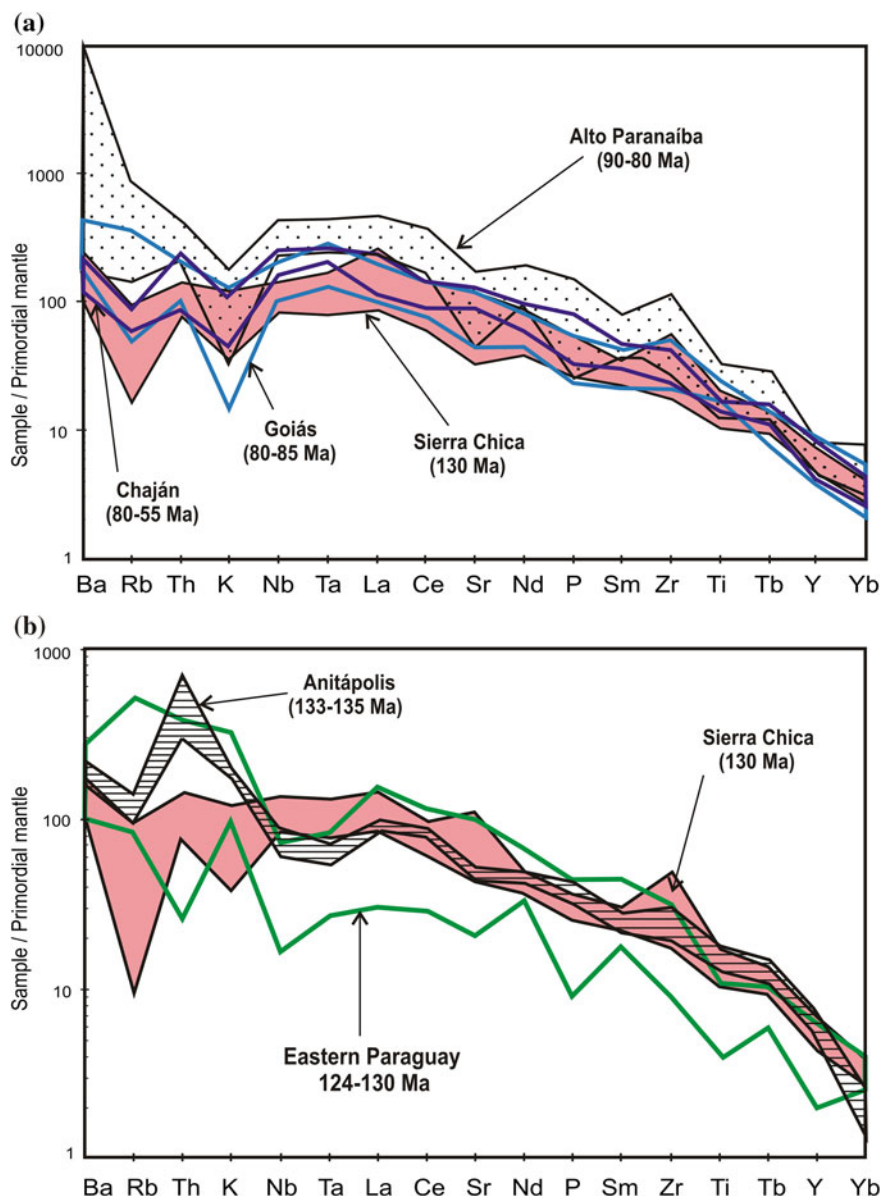 (a)
10000
1000
100
10
1
Sample / Primordial mantle
Alto Paranaíba
(90-80 Ma)
Goiás
(80-85 Ma)
Sierra Chica
(130 Ma)
Chaján
(80-55 Ma)
Ba Rb Th K Nb Ta La Ce Sr Nd P Sm Zr Ti Tb Y Yb
(b)
1000
100
10
1
Sample / Primordial mantle
Anitápolis
(133-135 Ma)
Sierra Chica
(130 Ma)
Eastern Paraguay
124-130 Ma
Ba Rb Th K Nb Ta La Ce Sr Nd P Sm Zr Ti Tb Y Yb